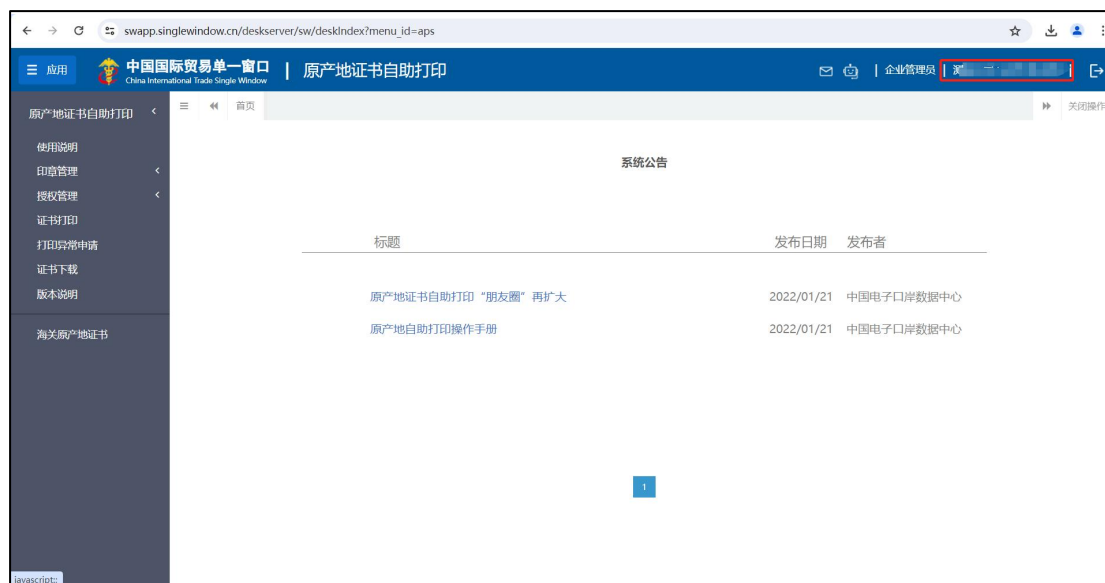 swapp.singlewindow.cn/deskserver/sw/deskIndex?menu_id=aps
应用 中国国际贸易单一窗口 | 原产地证书自助打印 | 企业管理员 |
China International Trade Single Window
原产地证书自助打印 首页 关闭操作
使用说明
印章管理
授权管理
证书打印
打印异常申请
证书下载
版本说明
海关原产地证书
系统公告
标题 发布日期 发布者
原产地证书自助打印“朋友圈”再扩大 2022/01/21 中国电子口岸数据中心
原产地自助打印操作手册 2022/01/21 中国电子口岸数据中心
1
javascript:;